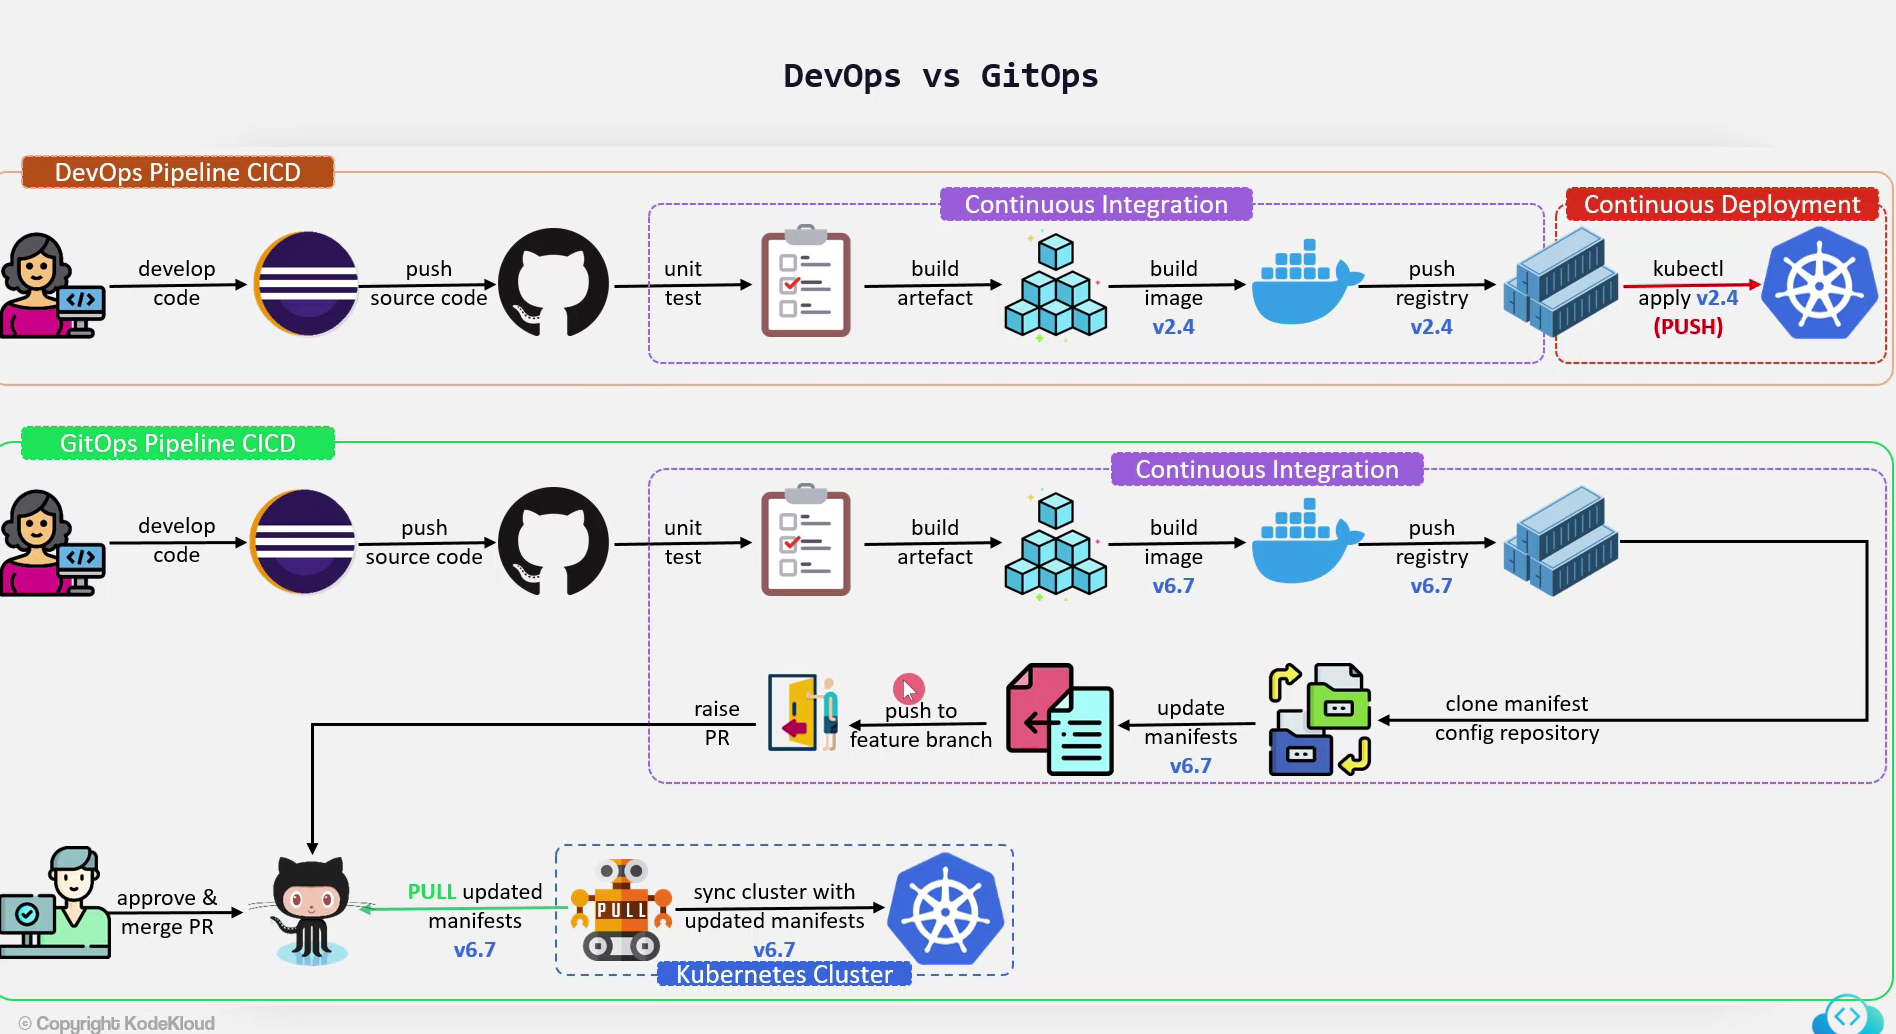 DevOps vs GitOps
DevOps Pipeline CICD
Continuous Integration
Continuous Deployment
develop
code
push
source code
unit
test
build
artefact
build
image
v2.4
push
registry
v2.4
kubectl
apply v2.4
(PUSH)
GitOps Pipeline CICD
Continuous Integration
develop
code
push
source code
unit
test
build
artefact
build
image
v6.7
push
registry
v6.7
clone manifest
config repository
update
manifests
v6.7
push to
feature branch
raise
PR
approve &
merge PR
PULL updated
manifests
v6.7
PULL
sync cluster with
updated manifests
v6.7
Kubernetes Cluster
© Copyright KodeKloud